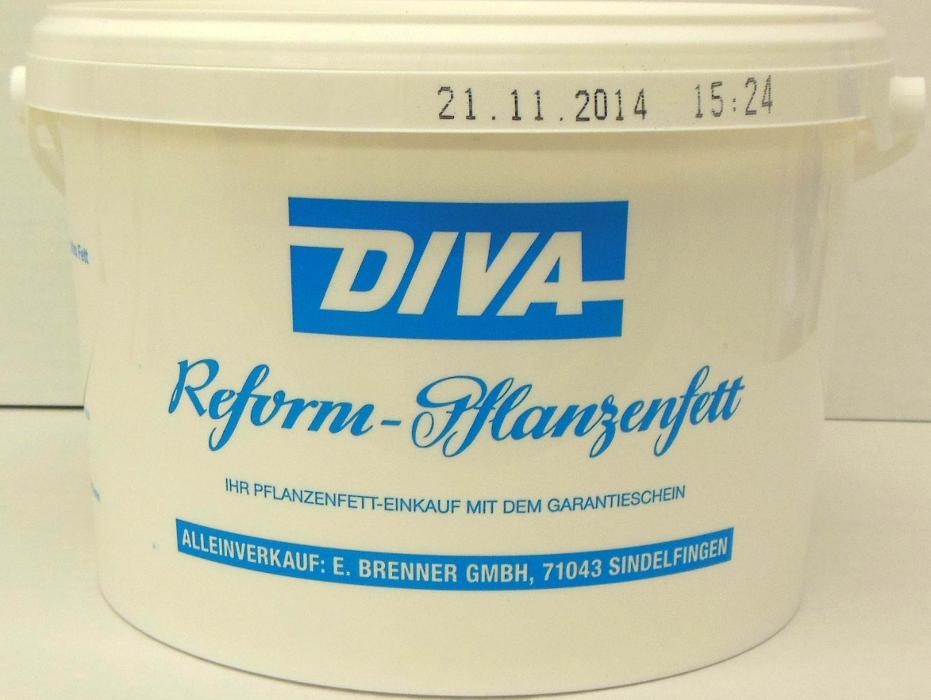 21.11.2014 15:24
DIVA
Reform-Pflanzenfett
IHR PFLANZENFETT-EINKAUF MIT DEM GARANTIESCHEIN
ALLEINVERKAUF: E. BRENNER GMBH, 71043 SINDELFINGEN
Fett